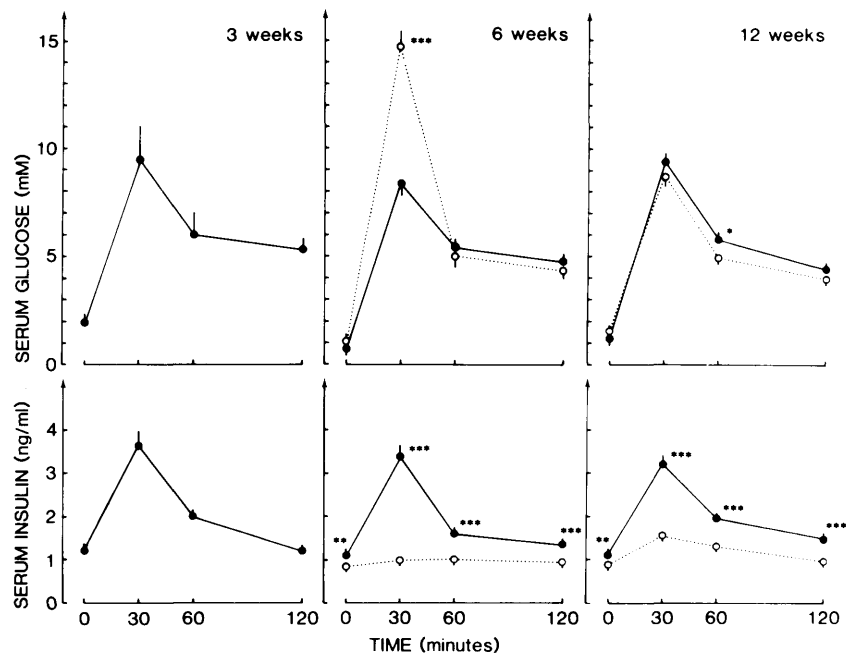 3 weeks
6 weeks
12 weeks
SERUM GLUCOSE (mM)
15
10
5
0
***
*
SERUM INSULIN (ng/ml)
4
3
2
1
0
**
***
***
***
**
***
***
***
0 30 60 120
0 30 60 120
0 30 60 120
TIME (minutes)